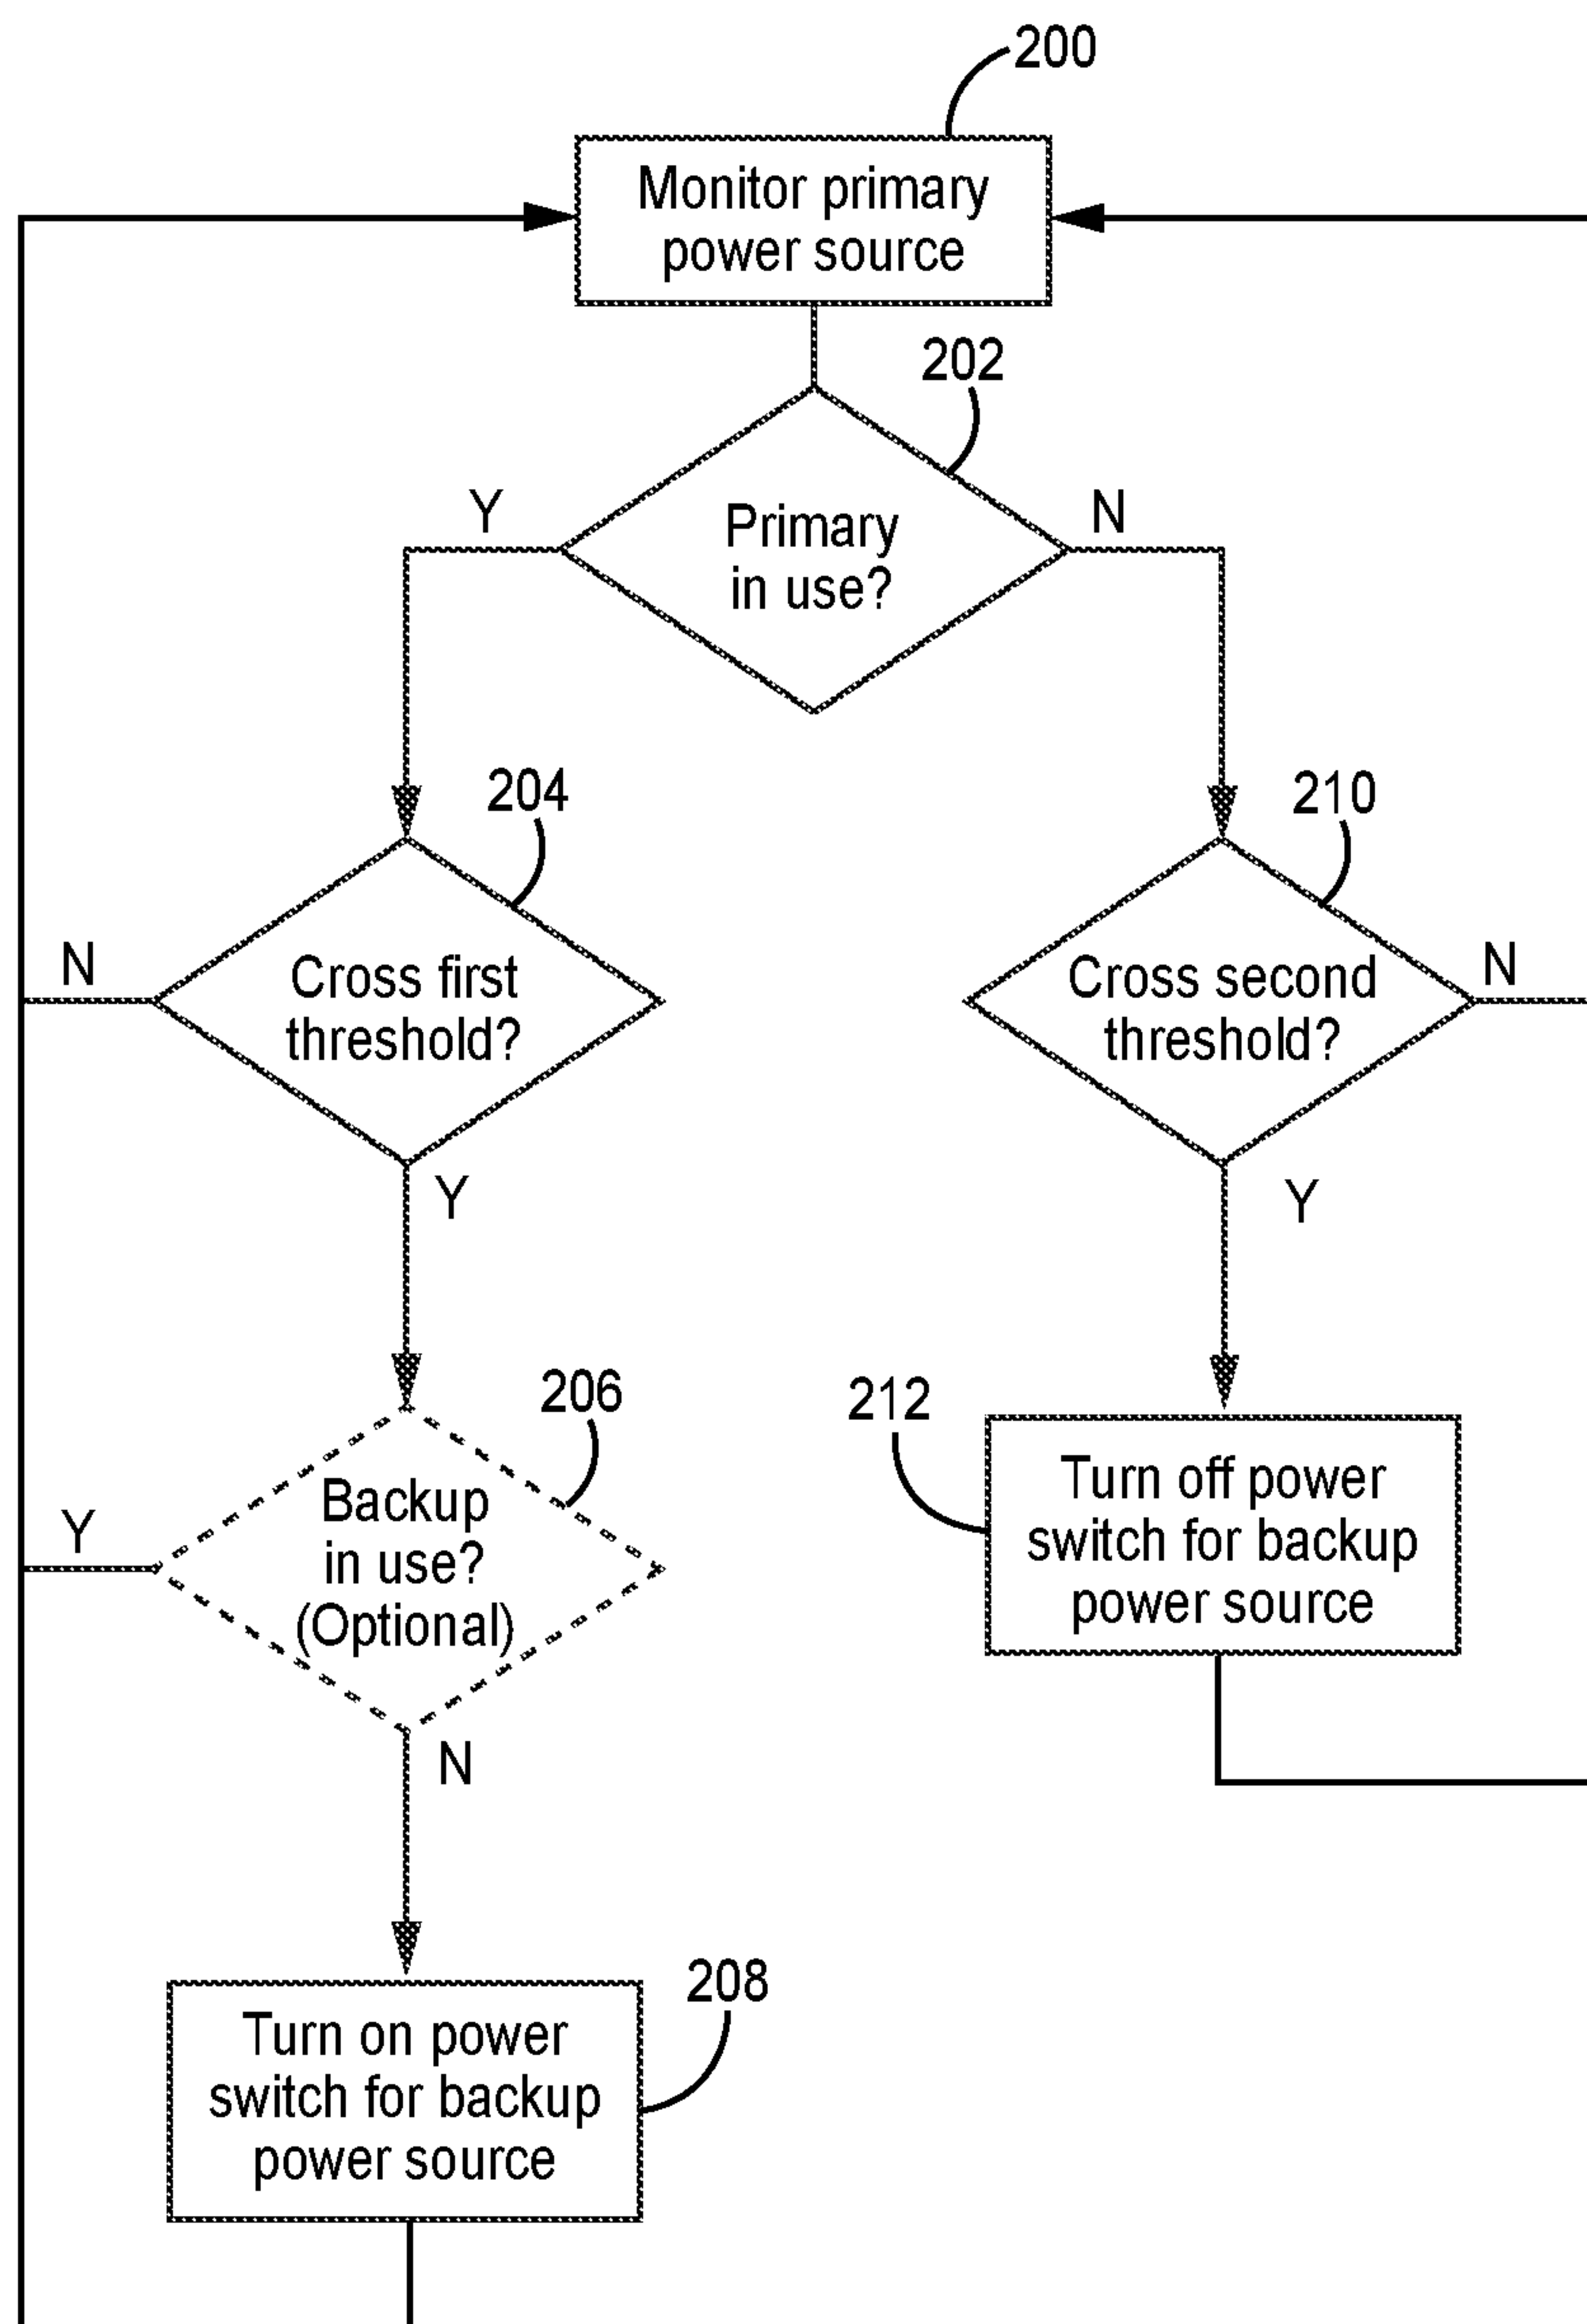 200
Monitor primary
power source
202
Y
N
Primary
in use?
204
210
N
Cross first
threshold?
Cross second
threshold?
N
Y
Y
206
212
Y
Backup
in use?
(Optional)
Turn off power
switch for backup
power source
N
208
Turn on power
switch for backup
power source